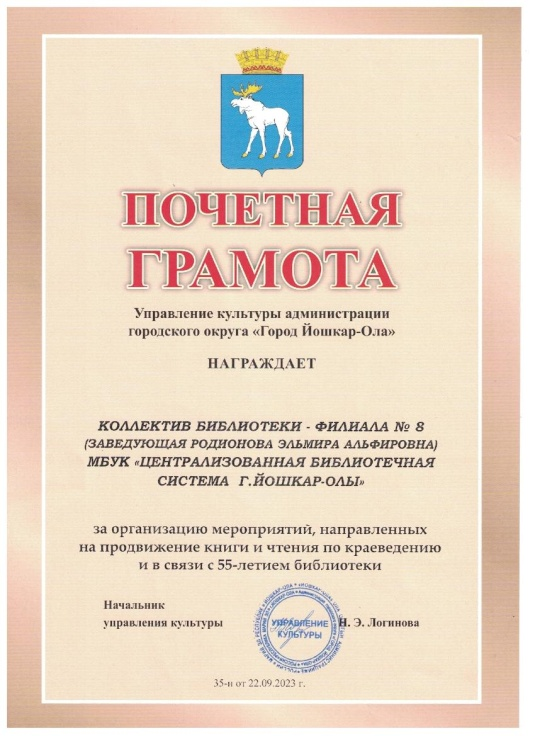 ПОЧЕТНАЯ
ГРАМОТА
Управление культуры администрации
городского округа «Город Йошкар-Ола»
НАГРАЖДАЕТ
КОЛЛЕКТИВ БИБЛИОТЕКИ - ФИЛИАЛА № 8
(ЗАВЕДУЮЩАЯ РОДИОНОВА ЭЛЬМИРА АЛЬФИРОВНА)
МБУК «ЦЕНТРАЛИЗОВАННАЯ БИБЛИОТЕЧНАЯ
СИСТЕМА Г.ЙОШКАР-ОЛЫ»
за организацию мероприятий, направленных
на продвижение книги и чтения по краеведению
и в связи с 55-летием библиотеки
Начальник
управления культуры
УПРАВЛЕНИЕ
КУЛЬТУРЫ
Н. Э. Логинова
35-н от 22.09.2023 г.